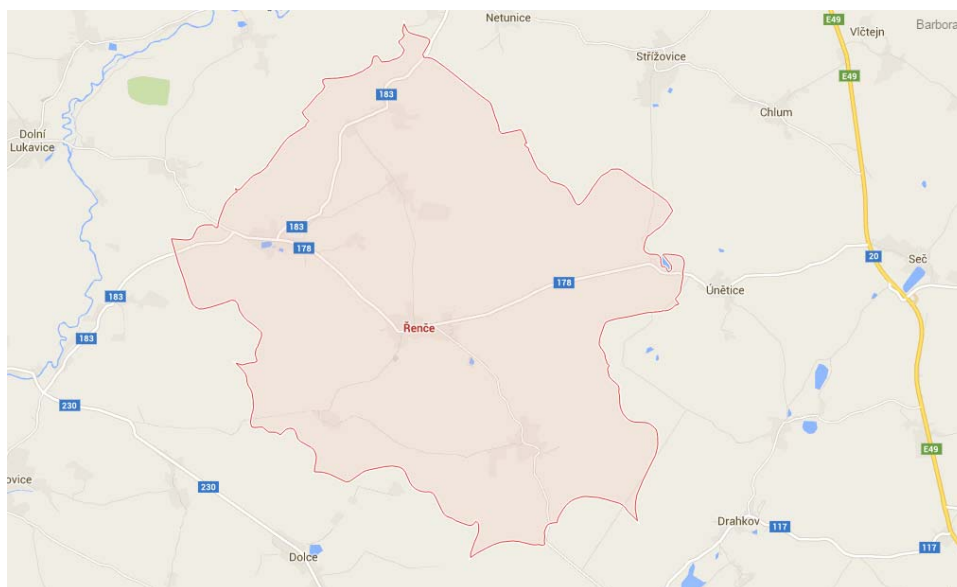 Netunice
E49
Vlčtejn
Barbora
Střížovice
E49
183
Chlum
Dolní
Lukavice
183
178
20
Seč
178
Únětice
183
Řenče
183
230
E49
ovice
230
Drahkov
117
117
Dolce